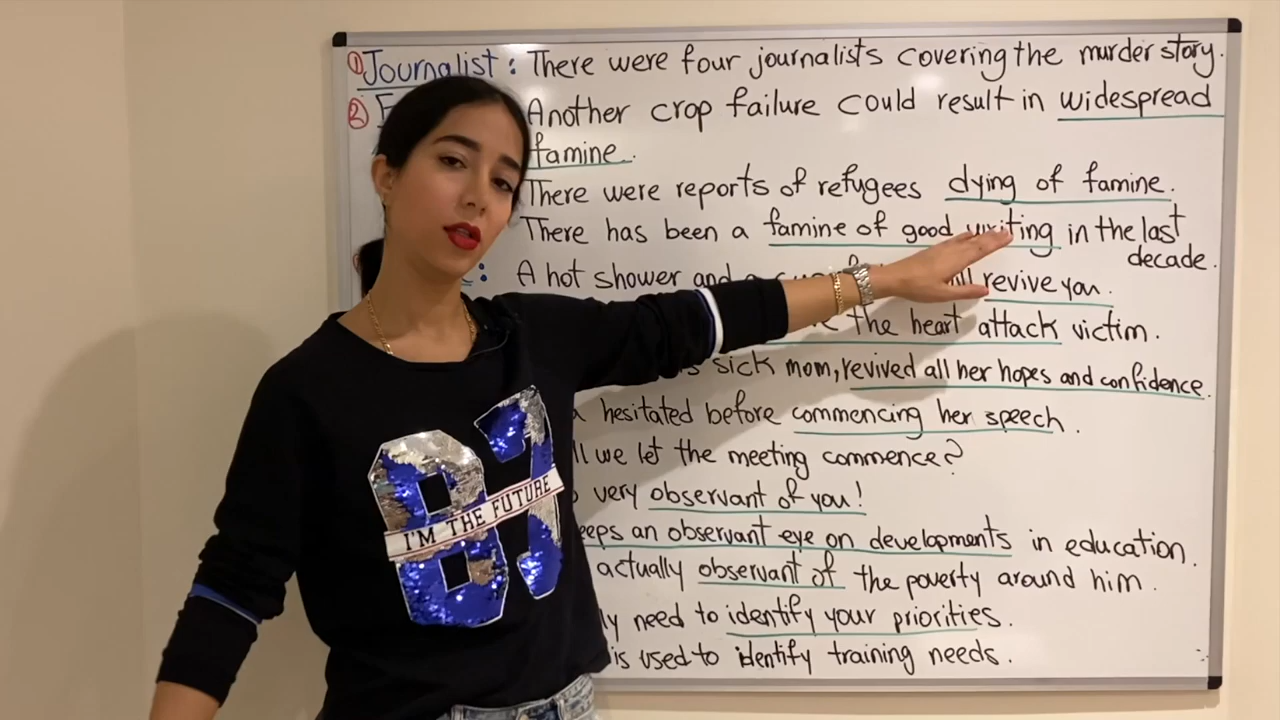 ① Journalist : There were four journalists covering the murder story.
② Another crop failure could result in widespread
famine.
There were reports of refugees dying of famine.
There has been a famine of good writing in the last
decade.
: A hot shower and a will revive you.
the heart attack victim.
sick mom, revived all her hopes and confidence.
hesitated before commencing her speech.
we let the meeting commence?
very observant of you!
an observant eye on developments in education.
actually observant of the poverty around him.
need to identify your priorities.
is used to identify training needs.
81
I'M THE FUTURE